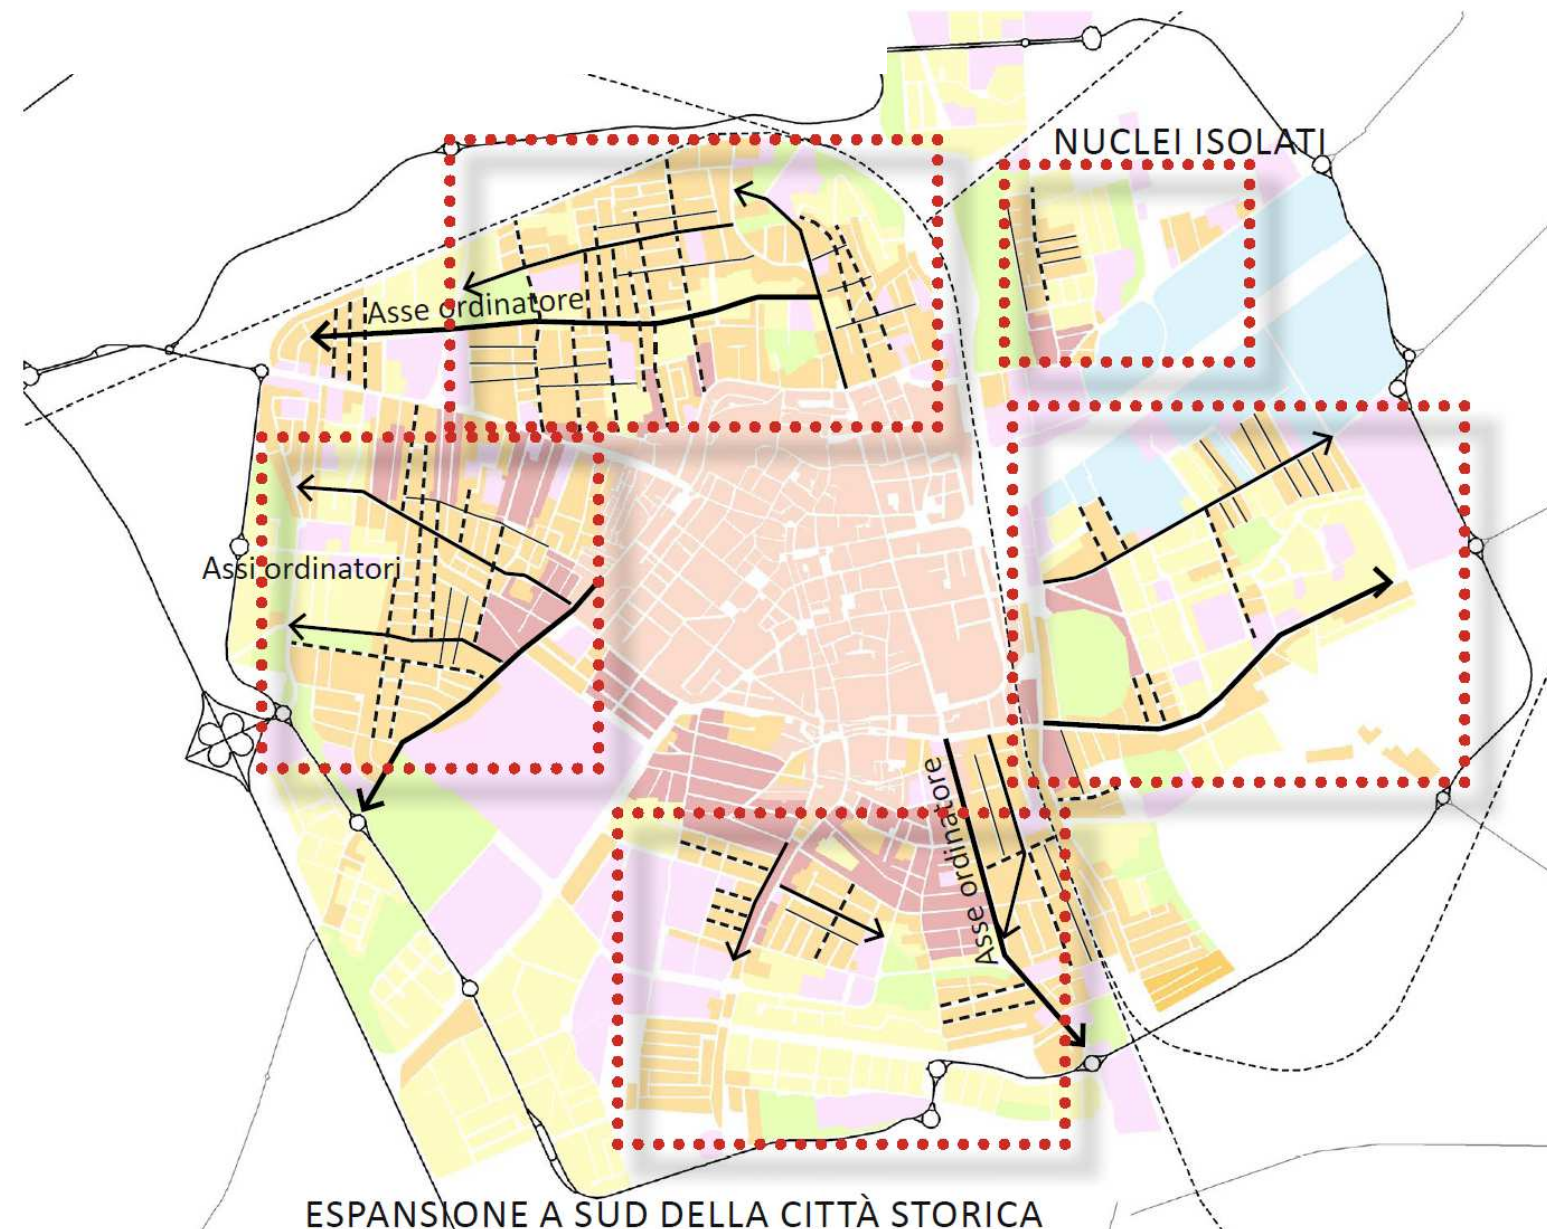 NUCLEI ISOLATI
Asse ordinatore
Assi ordinatori
Asse ordinatore
ESPANSIONE A SUD DELLA CITTÀ STORICA